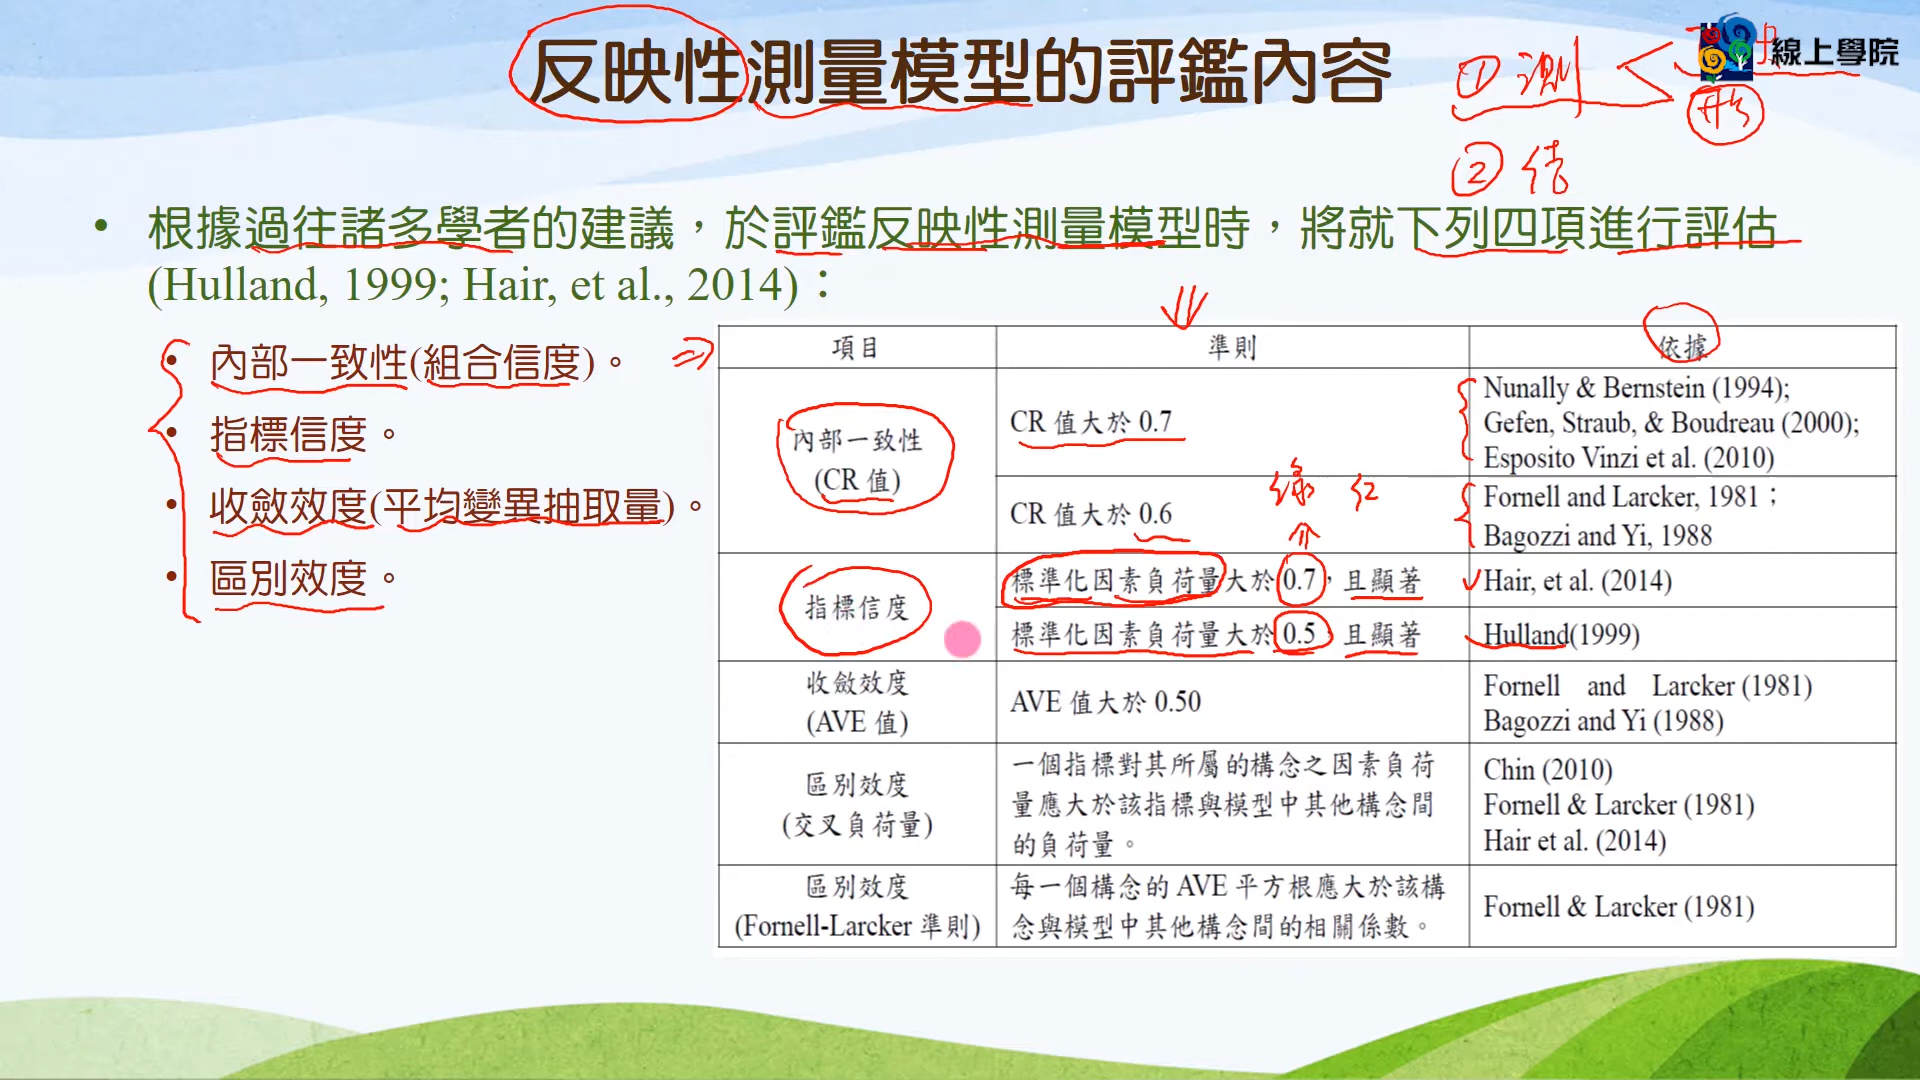 反映性測量模型的評鑑內容
線上學院
① 測
形
② 結
• 根據過往諸多學者的建議，於評鑑反映性測量模型時，將就下列四項進行評估
(Hulland, 1999; Hair, et al., 2014)：
• 內部一致性(組合信度)。
• 指標信度。
• 收斂效度(平均變異抽取量)。
• 區別效度。
項目 準則 依據
內部一致性
(CR 值)
CR 值大於 0.7
Nunally & Bernstein (1994);
Gefen, Straub, & Boudreau (2000);
Esposito Vinzi et al. (2010)
綠 紅
CR 值大於 0.6
Fornell and Larcker, 1981；
Bagozzi and Yi, 1988
指標信度
標準化因素負荷量大於 0.7，且顯著
Hair, et al. (2014)
標準化因素負荷量大於 0.5，且顯著
Hulland(1999)
收斂效度
(AVE 值)
AVE 值大於 0.50
Fornell and Larcker (1981)
Bagozzi and Yi (1988)
區別效度
(交叉負荷量)
一個指標對其所屬的構念之因素負荷
量應大於該指標與模型中其他構念間
的負荷量。
Chin (2010)
Fornell & Larcker (1981)
Hair et al. (2014)
區別效度
(Fornell-Larcker 準則)
每一個構念的 AVE 平方根應大於該構
念與模型中其他構念間的相關係數。
Fornell & Larcker (1981)